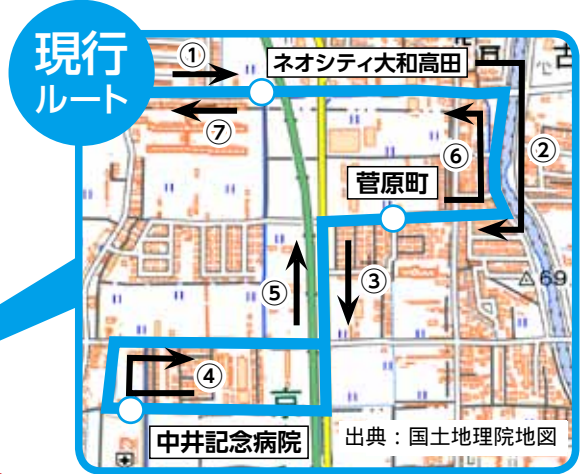 現行
ルート
①
ネオシティ大和高田
⑦
⑥
②
菅原町
⑤
③
69
④
中井記念病院
出典：国土地理院地図